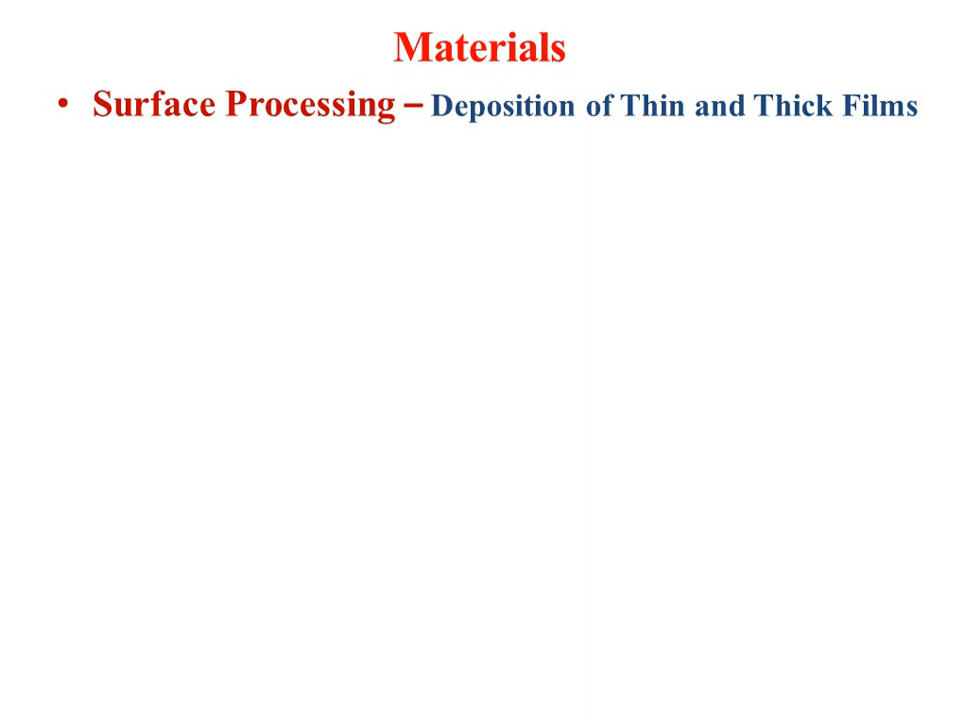 Materials
• Surface Processing – Deposition of Thin and Thick Films